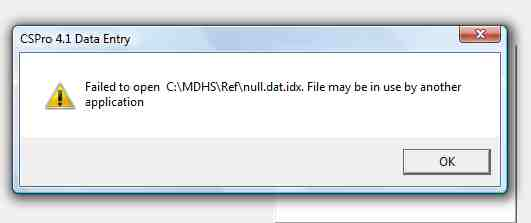 CSPro 4.1 Data Entry
Failed to open  C:\MDHS\Ref\null.dat.idx. File may be in use by another
application
OK